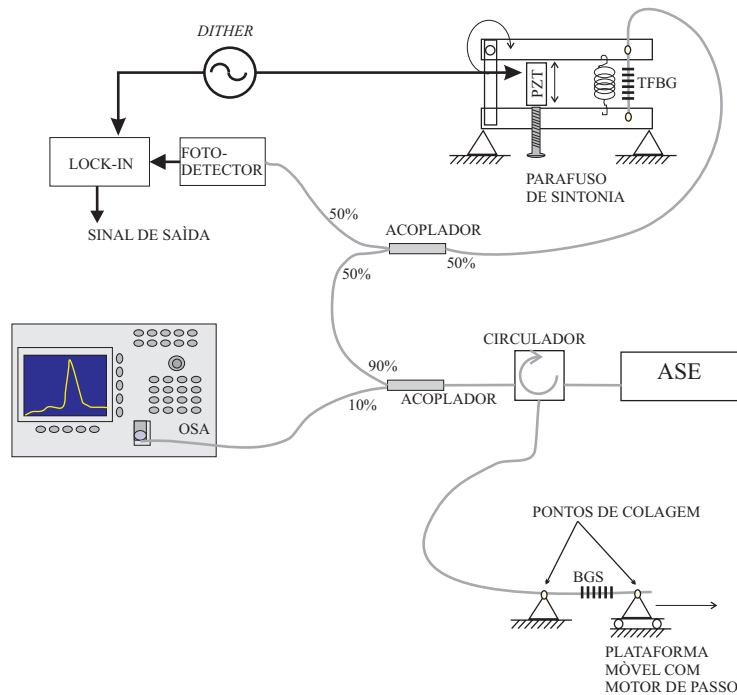 DITHER
PZT
TFBG
LOCK-IN
FOTO-
DETECTOR
PARAFUSO
DE SINTONIA
SINAL DE SAÌDA
50%
ACOPLADOR
50%
50%
CIRCULADOR
ASE
90%
ACOPLADOR
10%
OSA
PONTOS DE COLAGEM
BGS
PLATAFORMA
MÒVEL COM
MOTOR DE PASSO